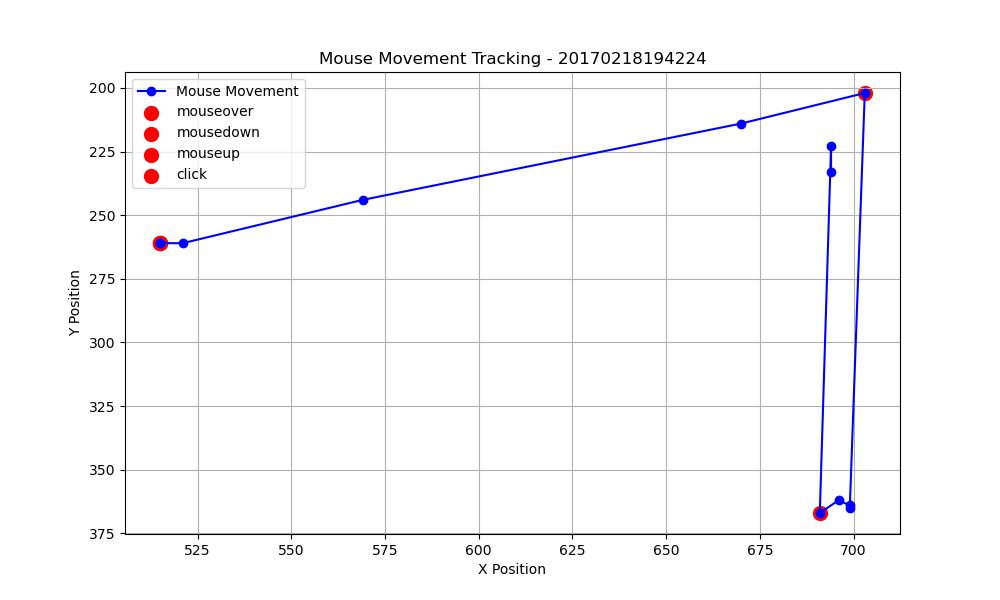 Mouse Movement Tracking - 20170218194224
Mouse Movement
mouseover
mousedown
mouseup
click
Y Position
200
225
250
275
300
325
350
375
525
550
575
600
625
650
675
700
X Position